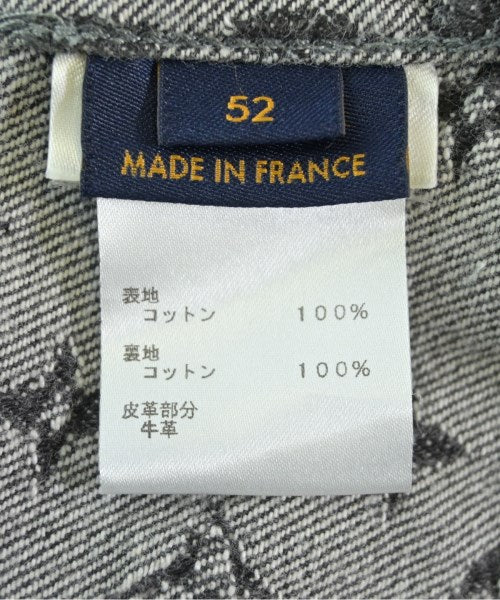 52
MADE IN FRANCE
表地
コットン 100%
裏地
コットン 100%
皮革部分
牛革